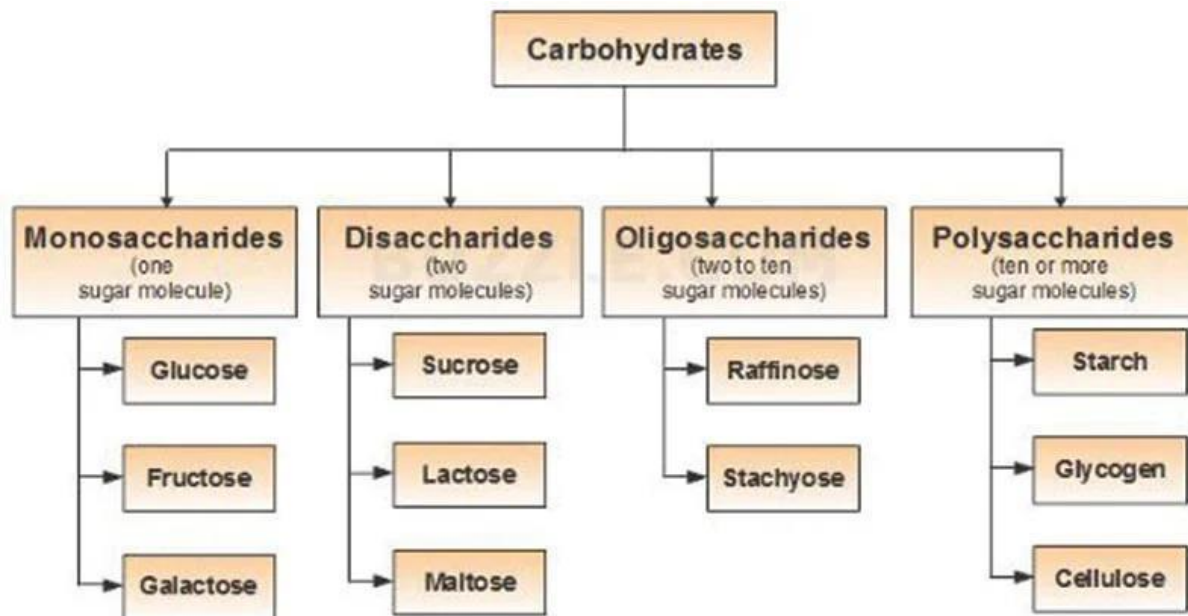 Carbohydrates
Monosaccharides
(one
sugar molecule)
Disaccharides
(two
sugar molecules)
Oligosaccharides
(two to ten
sugar molecules)
Polysaccharides
(ten or more
sugar molecules)
Glucose
Fructose
Galactose
Sucrose
Lactose
Maltose
Raffinose
Stachyose
Starch
Glycogen
Cellulose